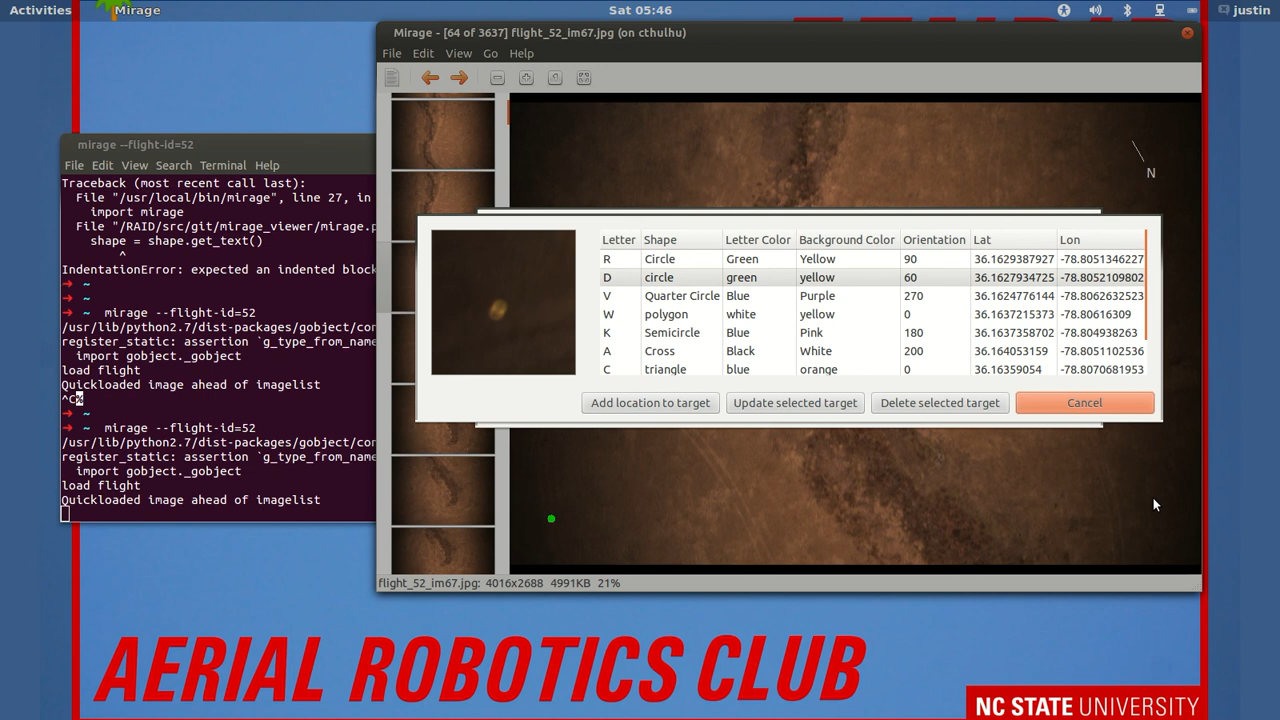 Activities
Mirage
Sat 05:46
justin
Mirage - [64 of 3637] flight_52_im67.jpg (on cthulhu)
File Edit View Go Help
N
mirage --flight-id=52
File Edit View Search Terminal Help
Traceback (most recent call last):
File "/usr/local/bin/mirage", line 27, in
import mirage
File "/RAID/src/git/mirage_viewer/mirage.p
shape = shape.get_text()
^
IndentationError: expected an indented block
→ ~
→ ~
→ ~ mirage --flight-id=52
/usr/lib/python2.7/dist-packages/gobject/con
register_static: assertion `g_type_from_name
import gobject._gobject
load flight
Quickloaded image ahead of imagelist
^C%
→ ~
→ ~ mirage --flight-id=52
/usr/lib/python2.7/dist-packages/gobject/con
register_static: assertion `g_type_from_name
import gobject._gobject
load flight
Quickloaded image ahead of imagelist
Letter Shape Letter Color Background Color Orientation Lat Lon
R Circle Green Yellow 90 36.1629387927 -78.8051346227
D circle green yellow 60 36.1627934725 -78.8052109802
V Quarter Circle Blue Purple 270 36.1624776144 -78.8062632523
W polygon white yellow 0 36.1637215373 -78.80616309
K Semicircle Blue Pink 180 36.1637358702 -78.804938263
A Cross Black White 200 36.164053159 -78.8051102536
C triangle blue orange 0 36.16359054 -78.8070681953
Add location to target Update selected target Delete selected target Cancel
flight_52_im67.jpg: 4016x2688 4991KB 21%
AERIAL ROBOTICS CLUB
NC STATE UNIVERSITY